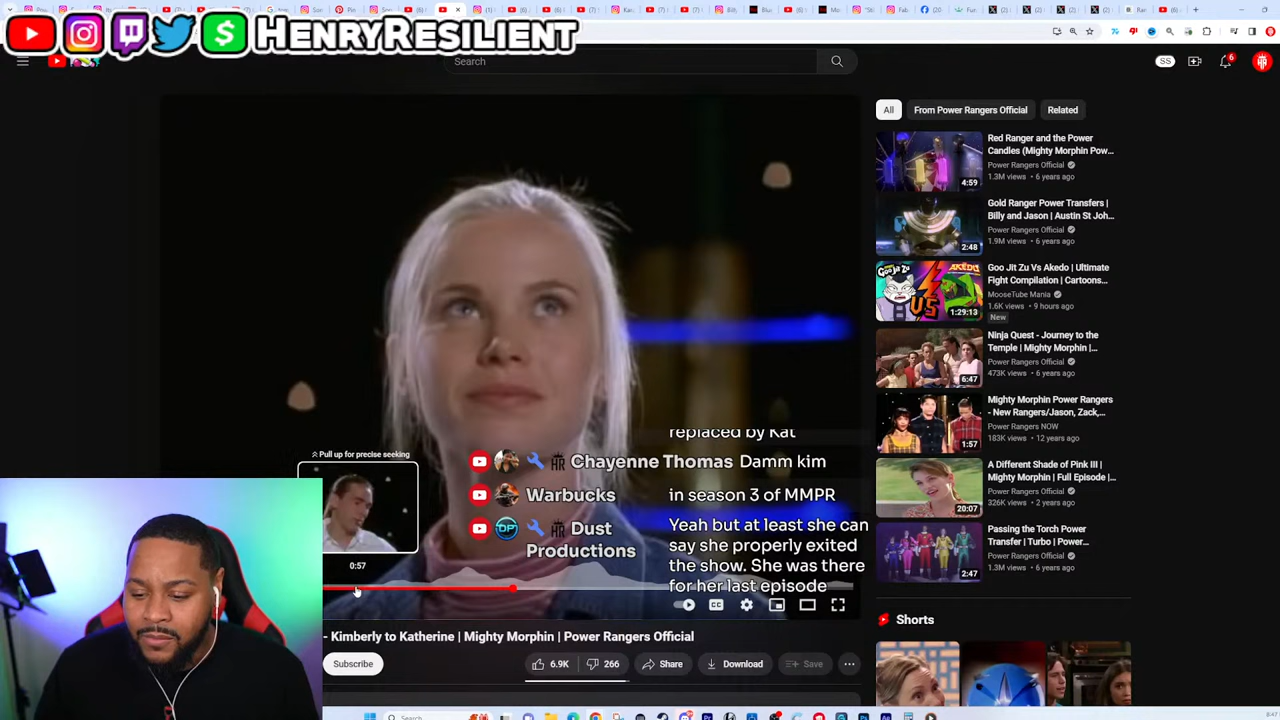 HENRYRESILIENT
Search
SS
6
All
From Power Rangers Official
Related
Red Ranger and the Power
Candles (Mighty Morphin Pow...
Power Rangers Official
1.3M views • 6 years ago
4:59
Gold Ranger Power Transfers |
Billy and Jason | Austin St Joh...
Power Rangers Official
1.9M views • 6 years ago
2:48
Goo Jit Zu Vs Akedo | Ultimate
Fight Compilation | Cartoons...
MooseTube Mania
1.6K views • 9 hours ago
New
1:29:13
Ninja Quest - Journey to the
Temple | Mighty Morphin |...
Power Rangers Official
473K views • 6 years ago
6:47
Mighty Morphin Power Rangers
- New Rangers/Jason, Zack,...
Power Rangers NOW
183K views • 12 years ago
1:57
A Different Shade of Pink III |
Mighty Morphin | Full Episode |...
Power Rangers Official
326K views • 2 years ago
20:07
Passing the Torch Power
Transfer | Turbo | Power...
Power Rangers Official
1.3M views • 6 years ago
2:47
Shorts
replaced by Kat
Chayenne Thomas Damm kim
Warbucks in season 3 of MMPR
Dust Productions Yeah but at least she can
say she properly exited
the show. She was there
for her last episode
Pull up for precise seeking
0:57
- Kimberly to Katherine | Mighty Morphin | Power Rangers Official
Subscribe
6.9K
266
Share
Download
Save
Search